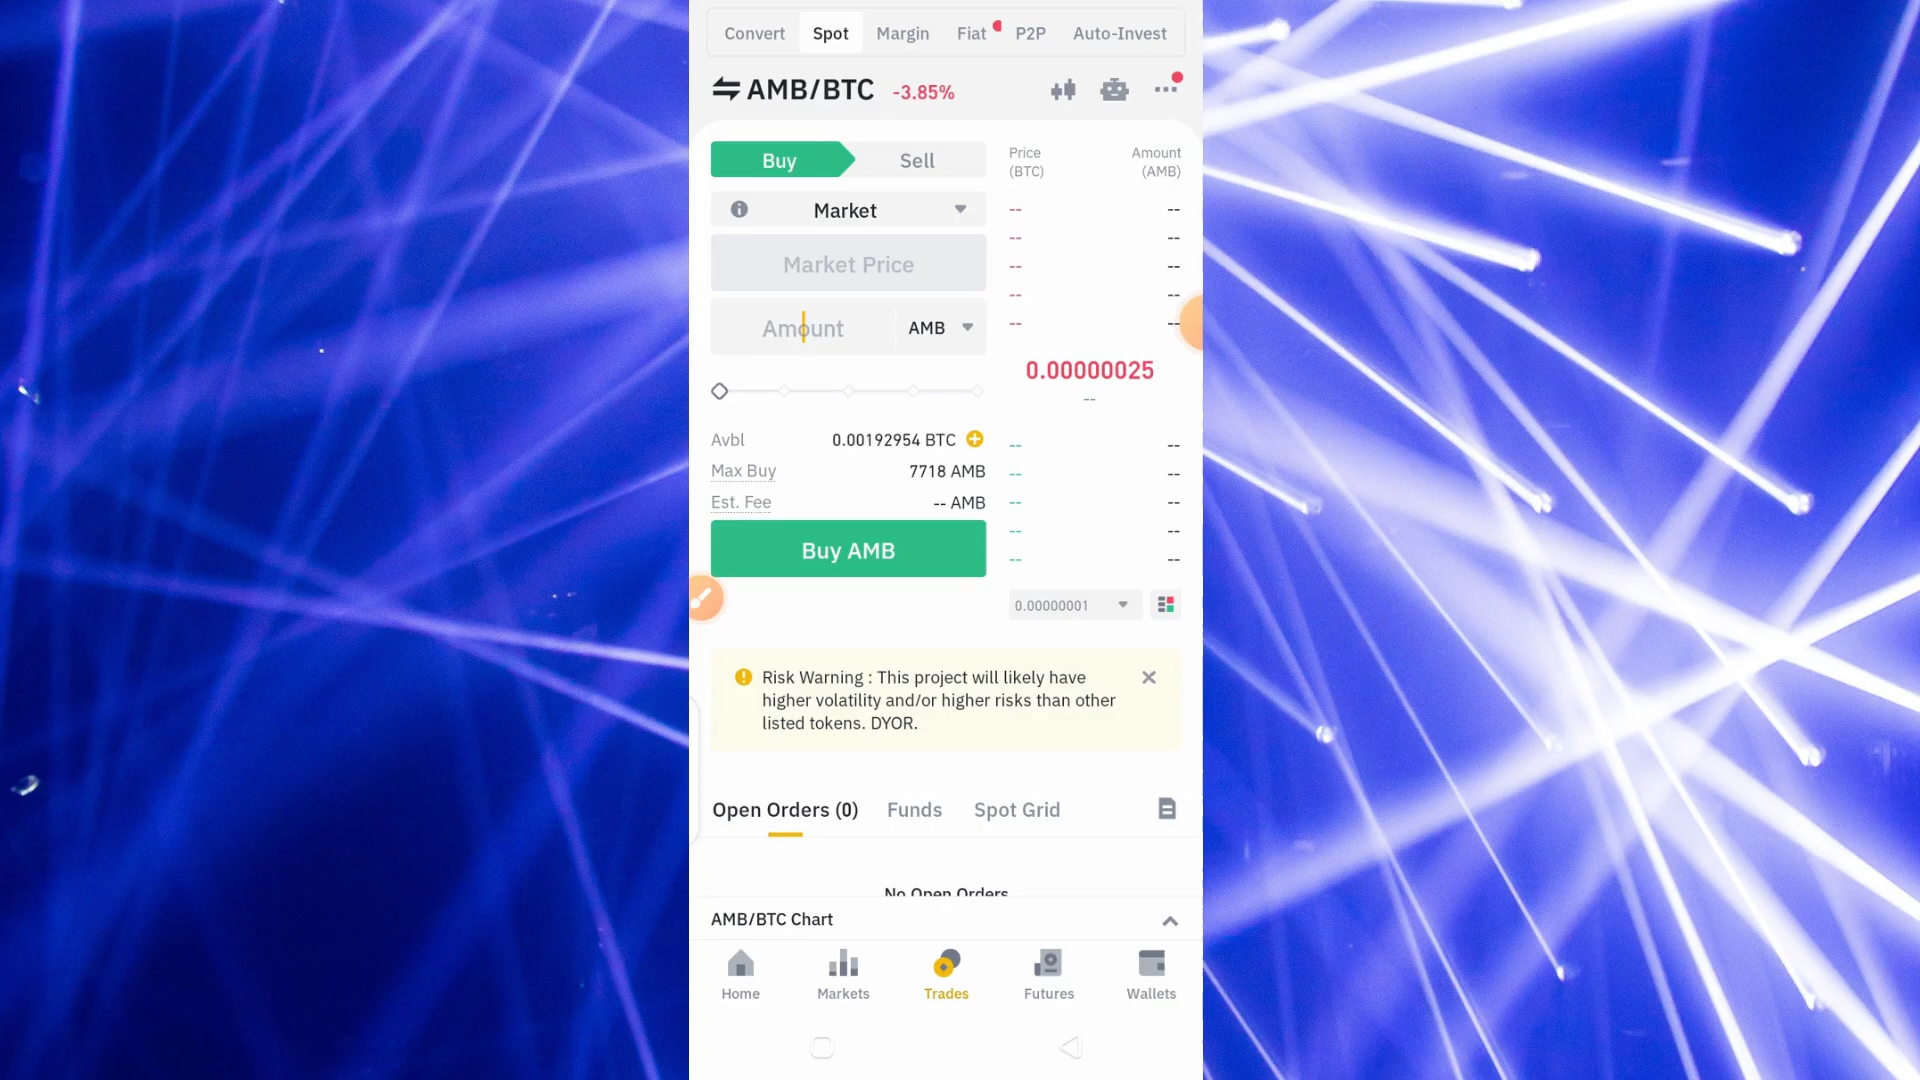 Convert Spot Margin Fiat P2P Auto-Invest
AMB/BTC -3.85%
Buy Sell
Market
Market Price
Amount AMB
Avbl 0.00192954 BTC
Max Buy 7718 AMB
Est. Fee -- AMB
Buy AMB
Price Amount
(BTC) (AMB)
-- --
-- --
-- --
-- --
-- --
0.00000025
--
-- --
-- --
-- --
-- --
-- --
0.00000001
Risk Warning : This project will likely have
higher volatility and/or higher risks than other
listed tokens. DYOR.
Open Orders (0) Funds Spot Grid
No Open Orders
AMB/BTC Chart
Home Markets Trades Futures Wallets